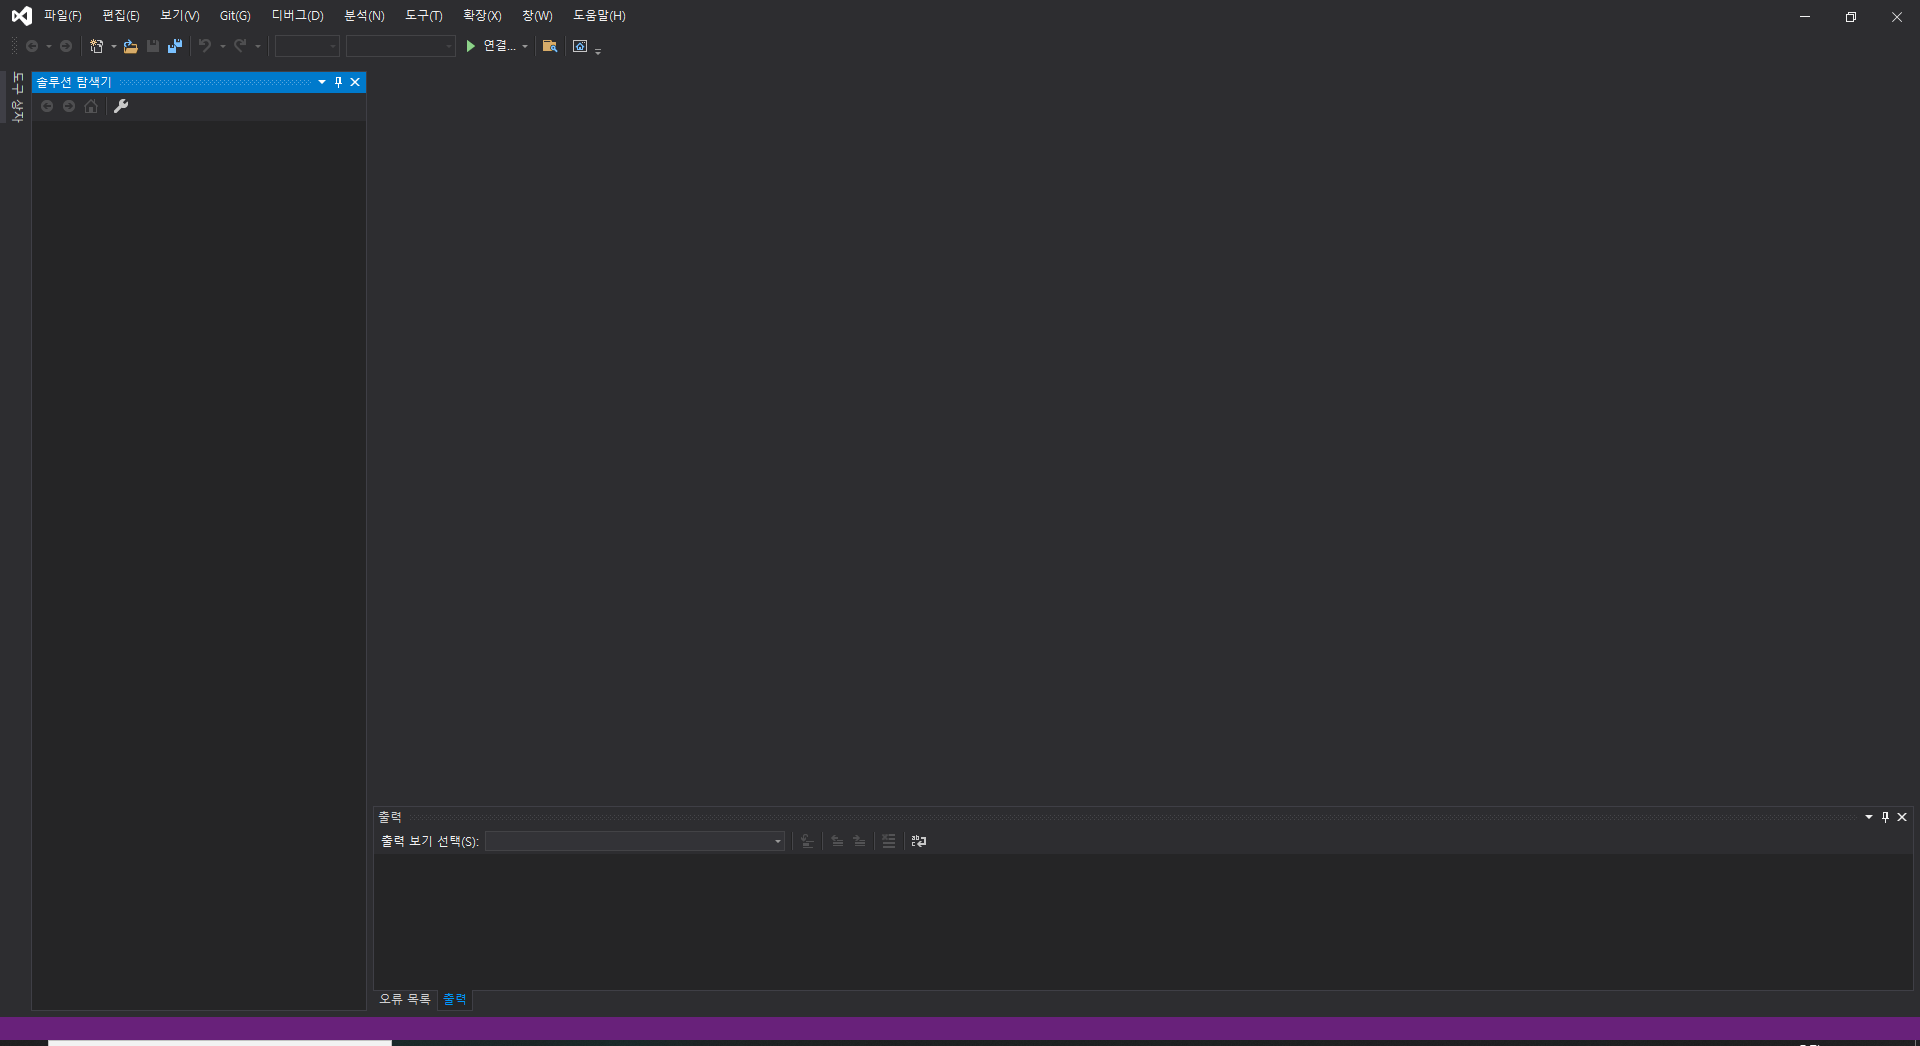 파일(F) 편집(E) 보기(V) Git(G) 디버그(D) 분석(N) 도구(T) 확장(X) 창(W) 도움말(H)
연결...
도구 상자
솔루션 탐색기
출력
출력 보기 선택(S):
오류 목록 출력